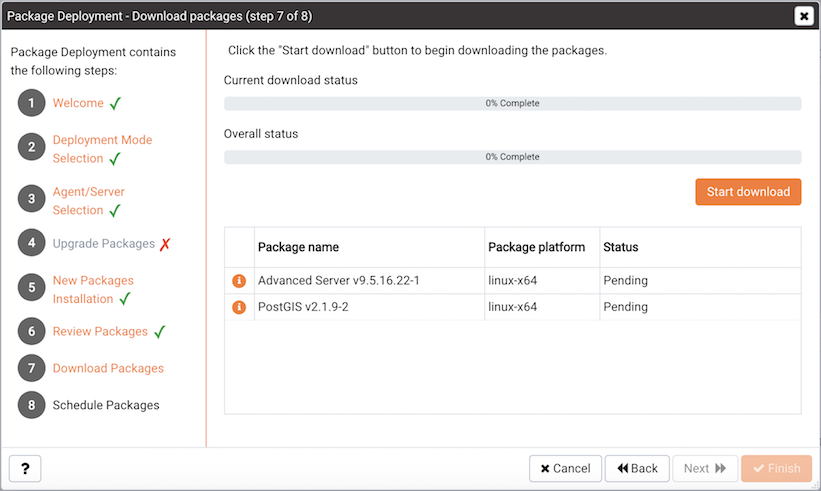 Package Deployment - Download packages (step 7 of 8)
Package Deployment contains
the following steps:
1 Welcome
2 Deployment Mode
Selection
3 Agent/Server
Selection
4 Upgrade Packages
5 New Packages
Installation
6 Review Packages
7 Download Packages
8 Schedule Packages
Click the "Start download" button to begin downloading the packages.
Current download status
0% Complete
Overall status
0% Complete
Start download
Package name Package platform Status
Advanced Server v9.5.16.22-1 linux-x64 Pending
PostGIS v2.1.9-2 linux-x64 Pending
? Cancel Back Next Finish